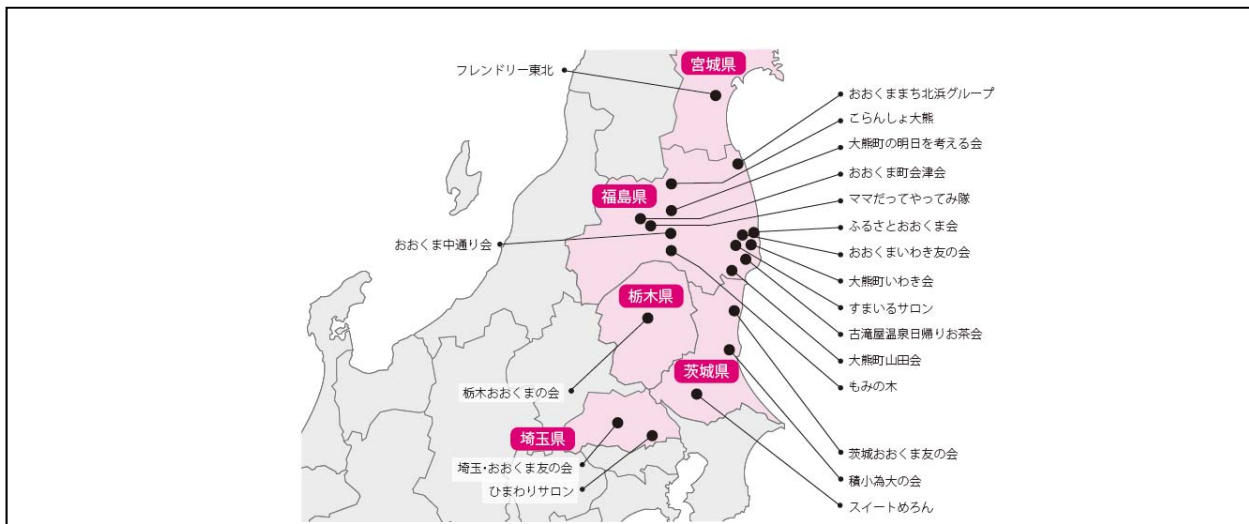 宮城県
フレンドリー東北
おおくままち北浜グループ
こらんしょ大熊
大熊町の明日を考える会
おおくま町会津会
福島県
ママだってやってみ隊
ふるさとおおくま会
おおくま中通り会
おおくまいわき友の会
大熊町いわき会
栃木県
すまいるサロン
古滝屋温泉日帰りお茶会
大熊町山田会
茨城県
もみの木
栃木おおくまの会
埼玉県
茨城おおくま友の会
埼玉・おおくま友の会
積小為大の会
ひまわりサロン
スイートめろん